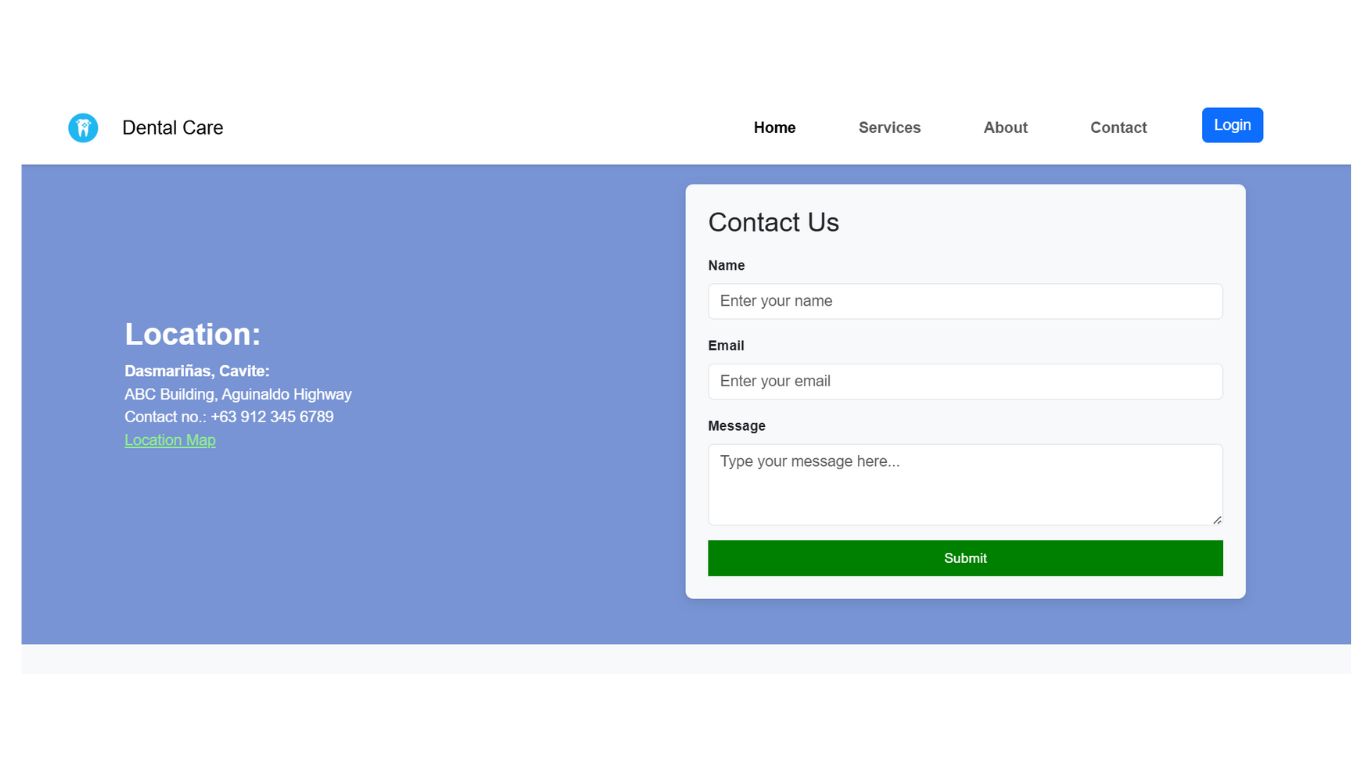 Dental Care
Home
Services
About
Contact
Login
Location:
Dasmariñas, Cavite:
ABC Building, Aguinaldo Highway
Contact no.: +63 912 345 6789
Location Map
Contact Us
Name
Enter your name
Email
Enter your email
Message
Type your message here...
Submit